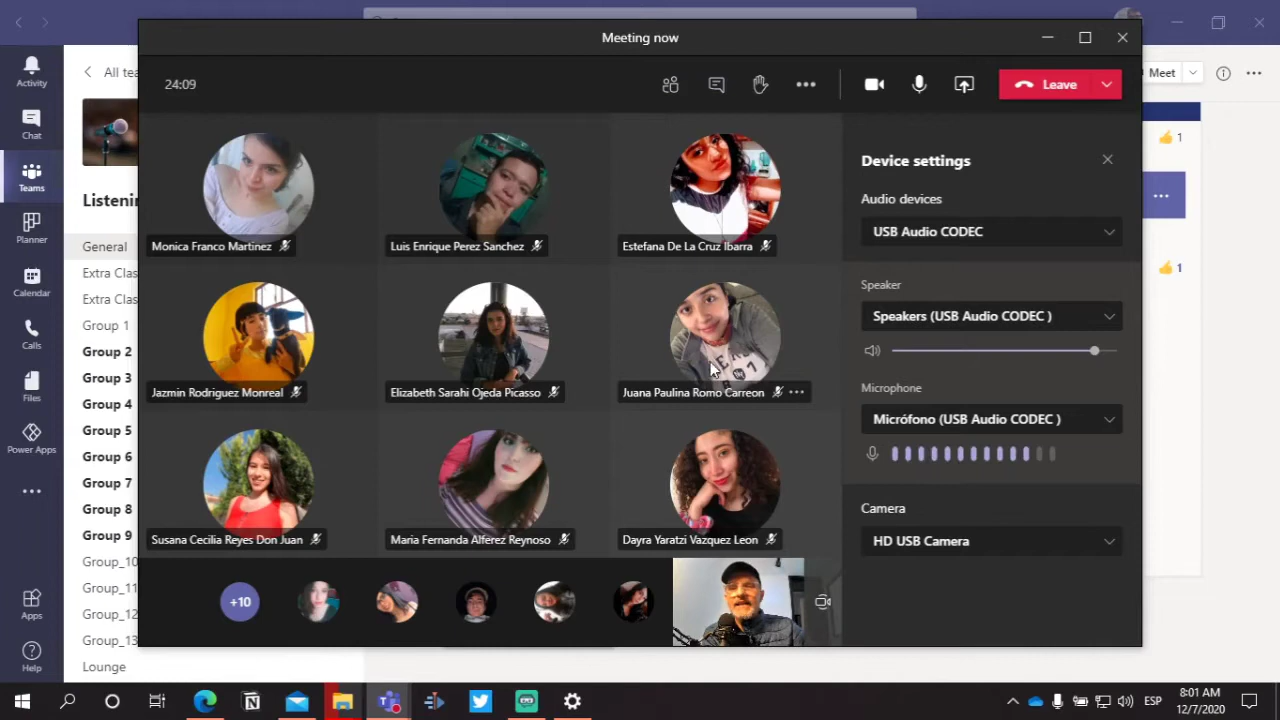 Meeting now
24:09
Leave
Activity
Chat
Teams
Planner
Calendar
Calls
Files
Power Apps
Apps
Help
All tea
Listenin
General
Extra Clas
Extra Clas
Group 1
Group 2
Group 3
Group 4
Group 5
Group 6
Group 7
Group 8
Group 9
Group_10
Group_11
Group_12
Group_13
Lounge
Monica Franco Martinez
Luis Enrique Perez Sanchez
Estefana De La Cruz Ibarra
Jazmin Rodriguez Monreal
Elizabeth Sarahi Ojeda Picasso
Juana Paulina Romo Carreon
Susana Cecilia Reyes Don Juan
Maria Fernanda Alferez Reynoso
Dayra Yaratzi Vazquez Leon
+10
Device settings
Audio devices
USB Audio CODEC
Speaker
Speakers (USB Audio CODEC )
Microphone
Micrófono (USB Audio CODEC )
Camera
HD USB Camera
Meet
1
1
ESP
8:01 AM
12/7/2020